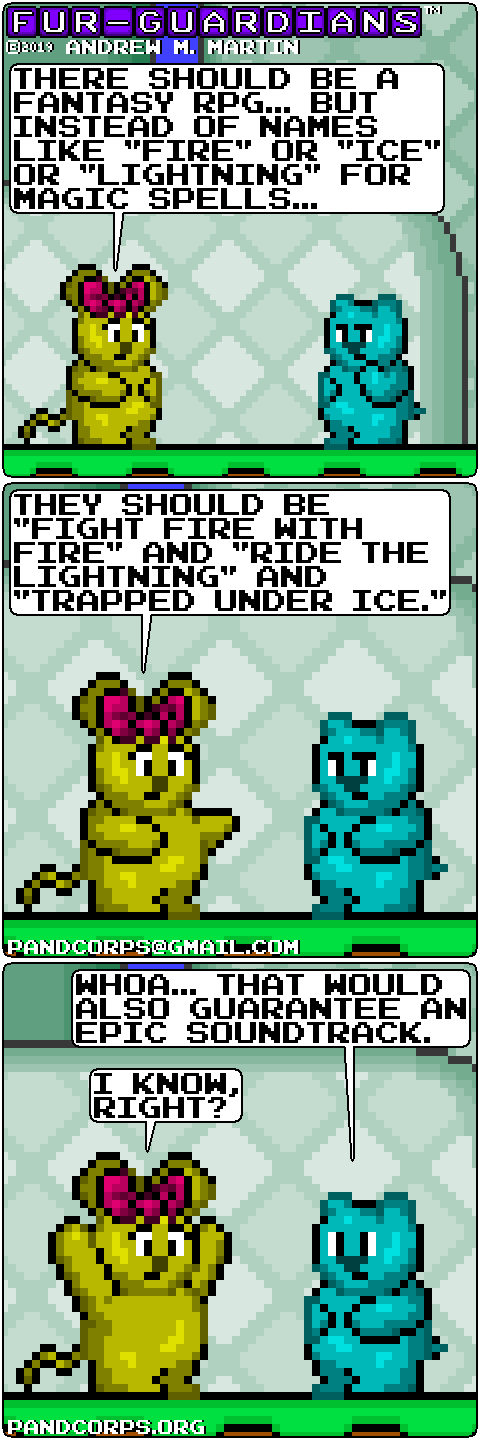 FUR-GUARDIANS™
©2019 ANDREW M. MARTIN
THERE SHOULD BE A
FANTASY RPG... BUT
INSTEAD OF NAMES
LIKE "FIRE" OR "ICE"
OR "LIGHTNING" FOR
MAGIC SPELLS...
THEY SHOULD BE
"FIGHT FIRE WITH
FIRE" AND "RIDE THE
LIGHTNING" AND
"TRAPPED UNDER ICE."
PANDCORPS@GMAIL.COM
WHOA... THAT WOULD
ALSO GUARANTEE AN
EPIC SOUNDTRACK.
I KNOW,
RIGHT?
PANDCORPS.ORG